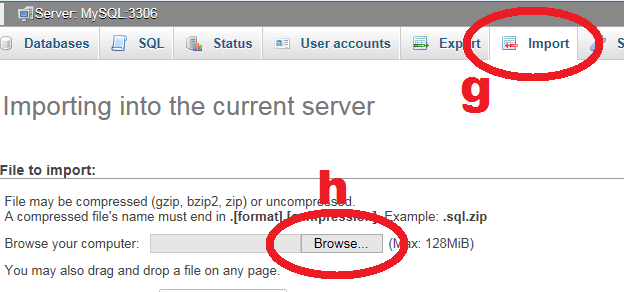 Server: MySQL:3306
Databases SQL Status User accounts Export Import S
g
Importing into the current server
File to import:
h
File may be compressed (gzip, bzip2, zip) or uncompressed.
A compressed file's name must end in .[format].[compression]. Example: .sql.zip
Browse your computer: Browse... (Max: 128MiB)
You may also drag and drop a file on any page.